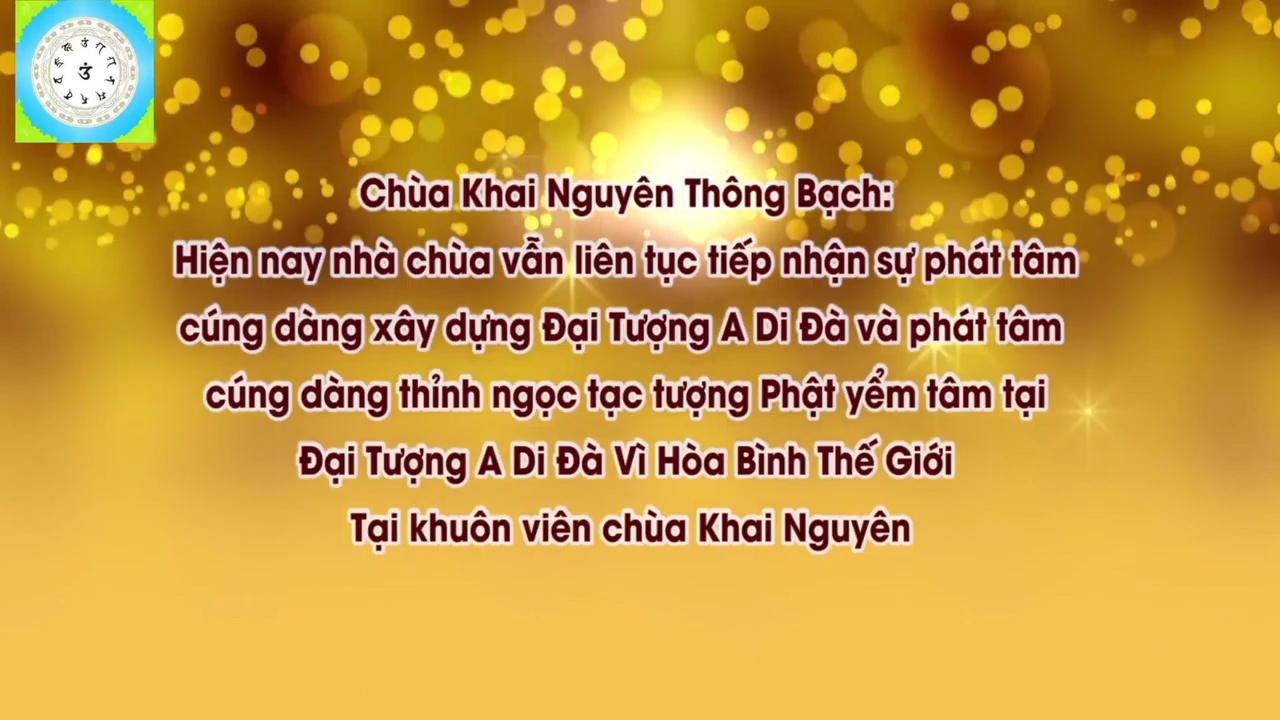 Chùa Khai Nguyên Thông Bạch:
Hiện nay nhà chùa vẫn liên tục tiếp nhận sự phát tâm
cúng dàng xây dựng Đại Tượng A Di Đà và phát tâm
cúng dàng thỉnh ngọc tạc tượng Phật yểm tâm tại
Đại Tượng A Di Đà Vì Hòa Bình Thế Giới
Tại khuôn viên chùa Khai Nguyên